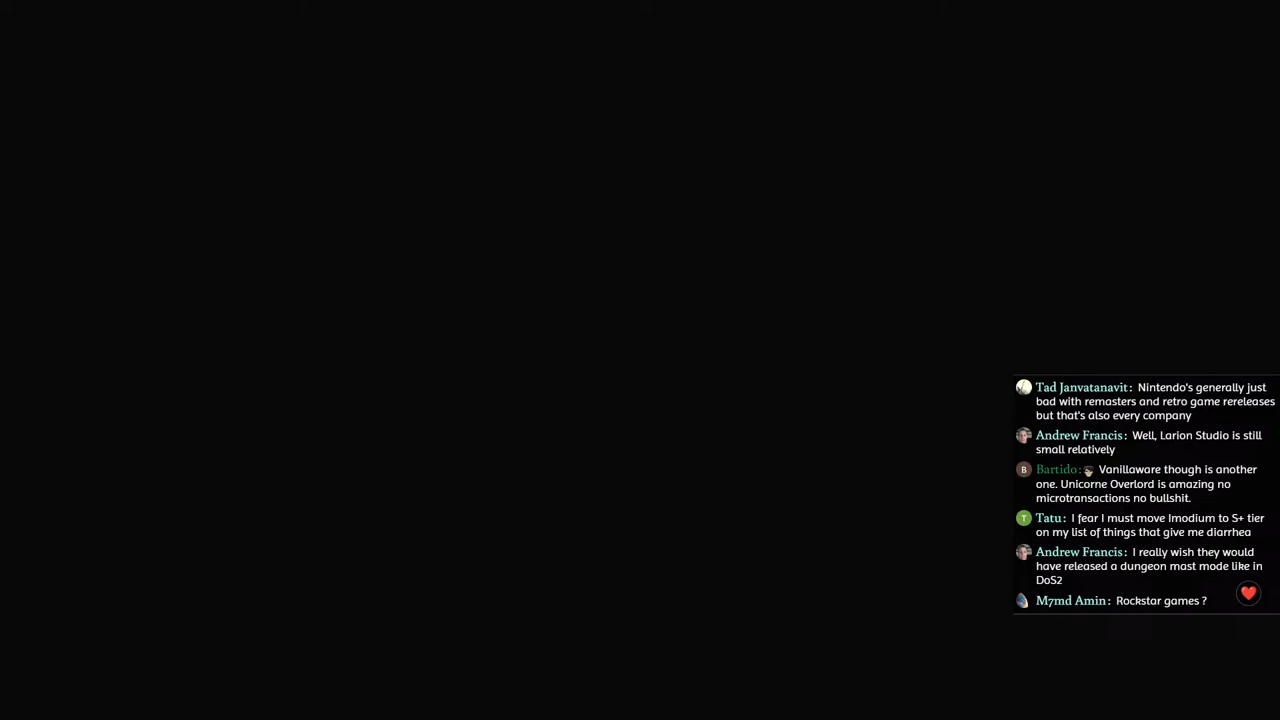 Tad Janvatanavit: Nintendo's generally just
bad with remasters and retro game rereleases
but that's also every company
Andrew Francis: Well, Larion Studio is still
small relatively
B Bartido: Vanillaware though is another
one. Unicorne Overlord is amazing no
microtransactions no bullshit.
T Tatu: I fear I must move Imodium to S+ tier
on my list of things that give me diarrhea
Andrew Francis: I really wish they would
have released a dungeon mast mode like in
DoS2
M7md Amin: Rockstar games ?